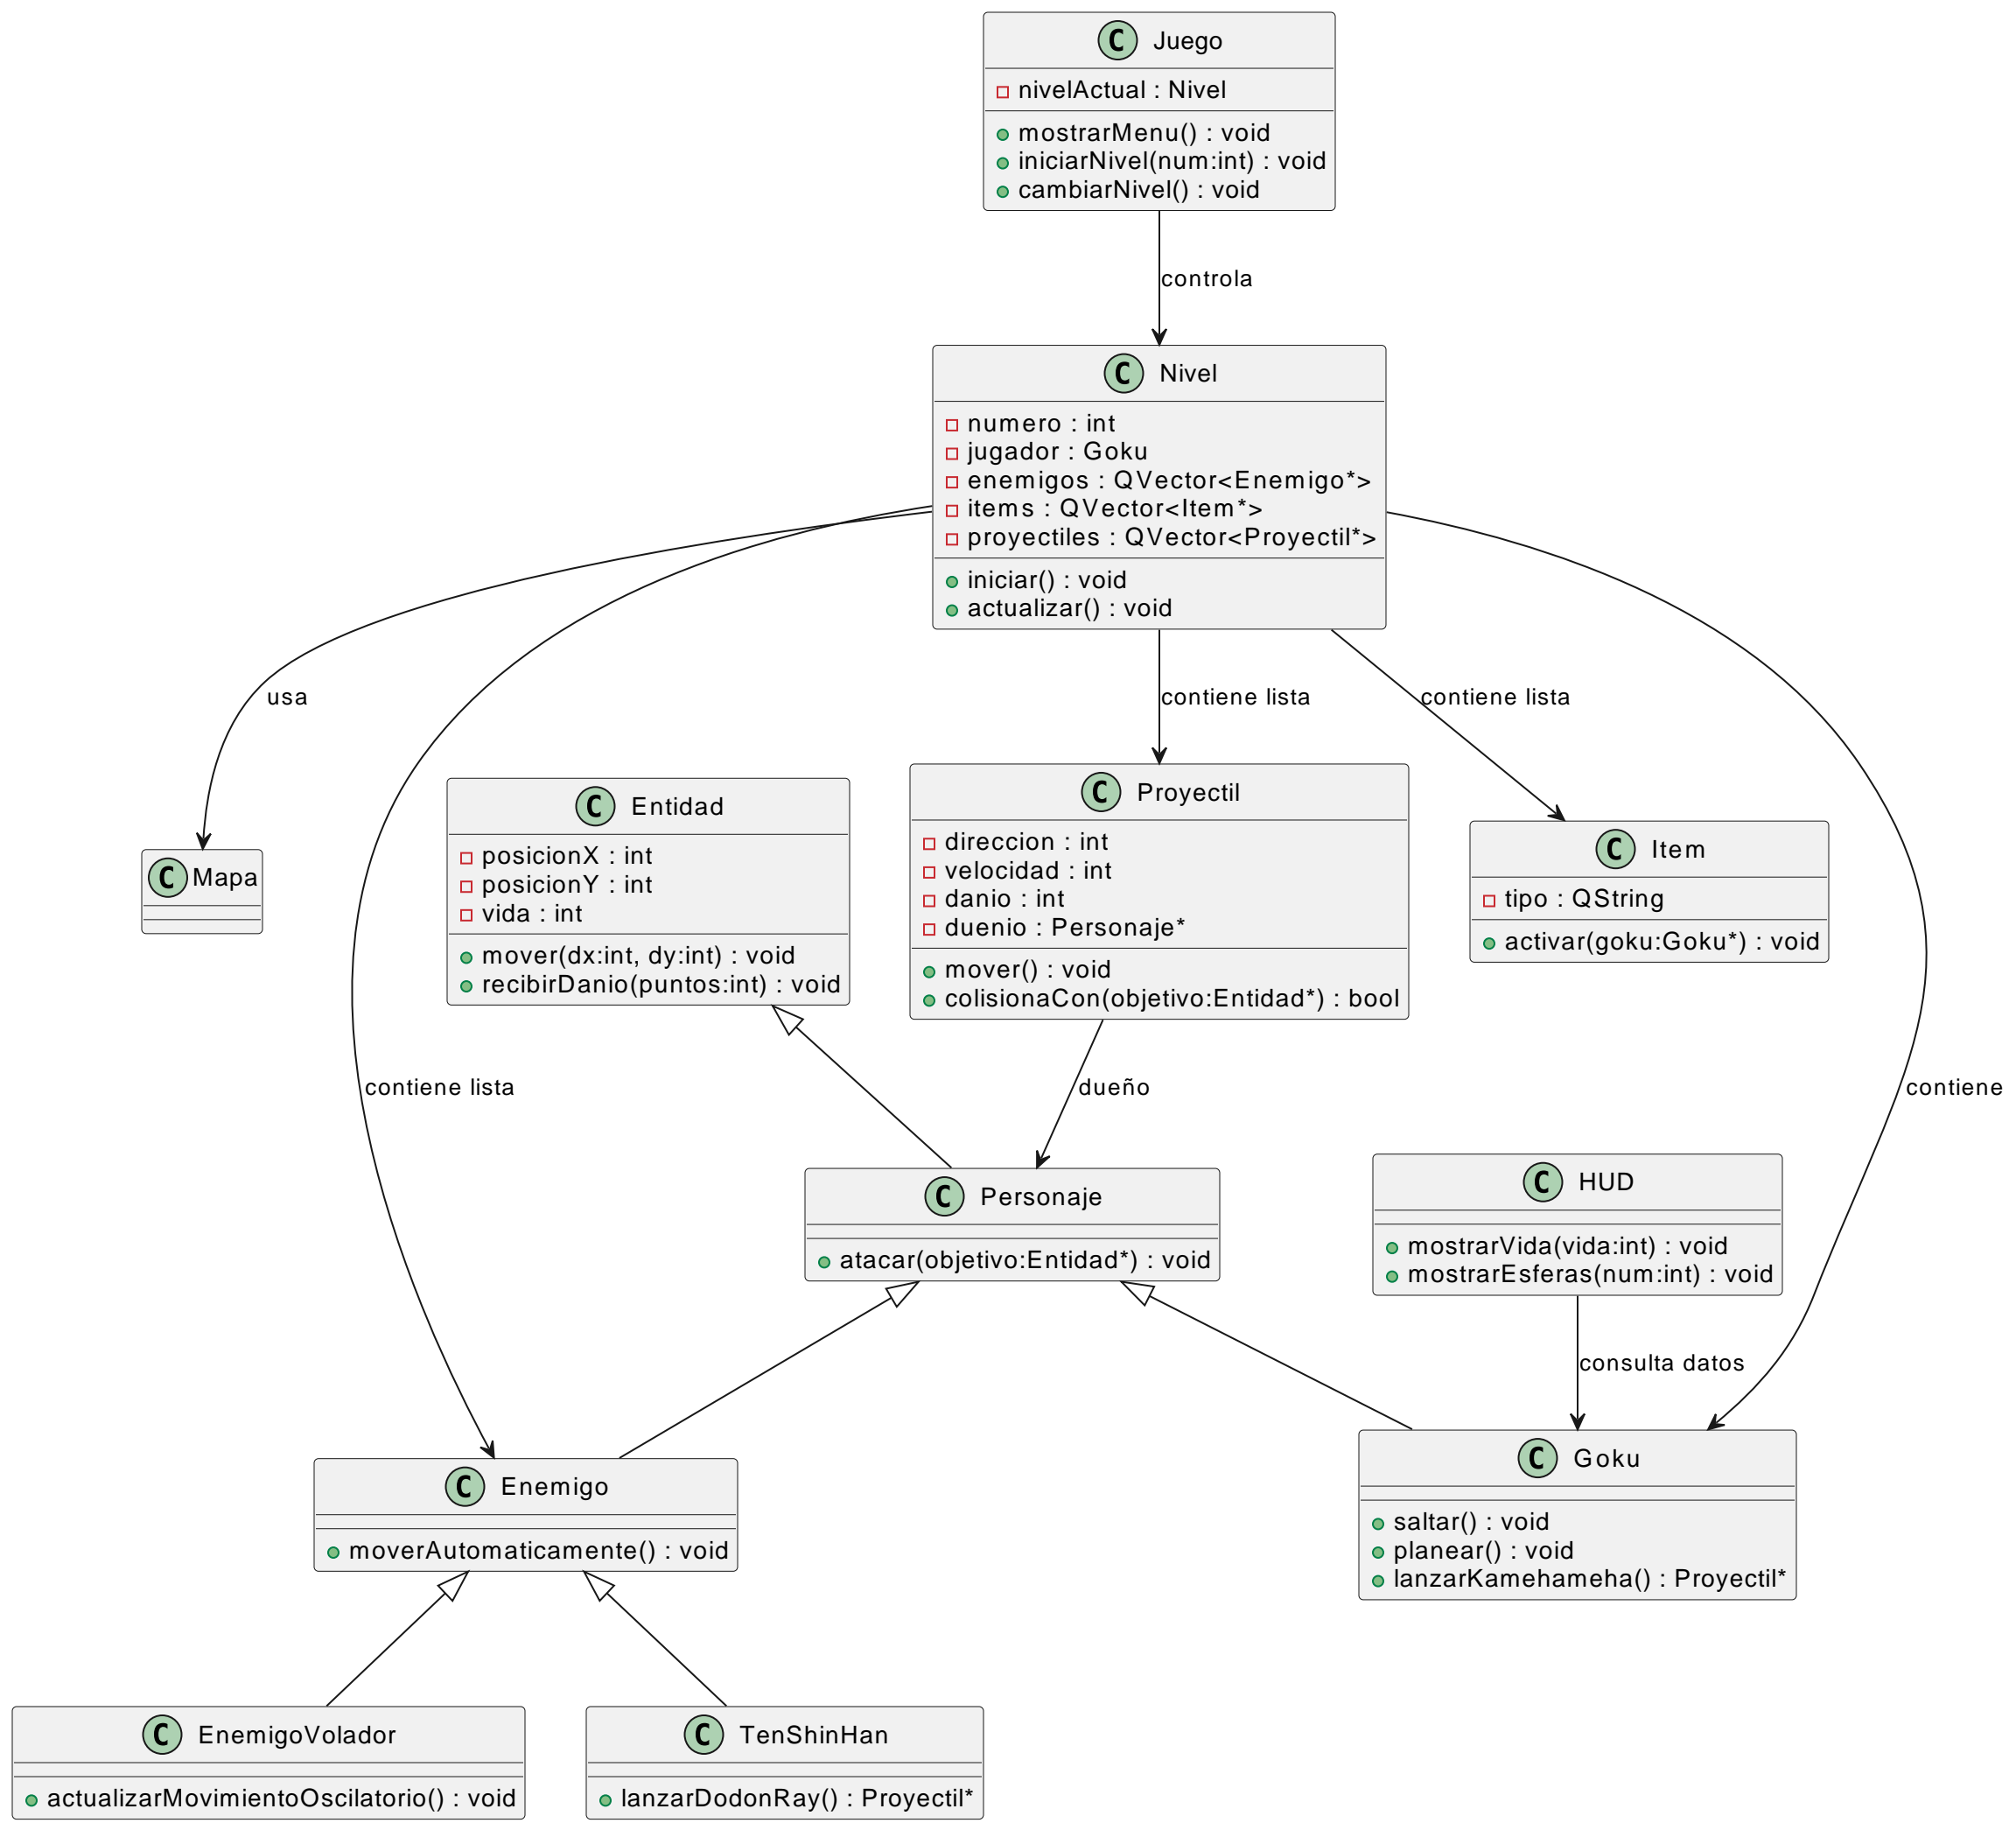 C Juego
nivelActual : Nivel
mostrarMenu() : void
iniciarNivel(num:int) : void
cambiarNivel() : void
controla
C Nivel
numero : int
jugador : Goku
enemigos : QVector<Enemigo*>
items : QVector<Item*>
proyectiles : QVector<Proyectil*>
iniciar() : void
actualizar() : void
usa
contiene lista
contiene lista
C Mapa
C Entidad
posicionX : int
posicionY : int
vida : int
mover(dx:int, dy:int) : void
recibirDanio(puntos:int) : void
C Proyectil
direccion : int
velocidad : int
danio : int
duenio : Personaje*
mover() : void
colisionaCon(objetivo:Entidad*) : bool
C Item
tipo : QString
activar(goku:Goku*) : void
contiene lista
dueño
contiene
C Personaje
atacar(objetivo:Entidad*) : void
C HUD
mostrarVida(vida:int) : void
mostrarEsferas(num:int) : void
consulta datos
C Enemigo
moverAutomaticamente() : void
C Goku
saltar() : void
planear() : void
lanzarKamehameha() : Proyectil*
C EnemigoVolador
actualizarMovimientoOscilatorio() : void
C TenShinHan
lanzarDodonRay() : Proyectil*